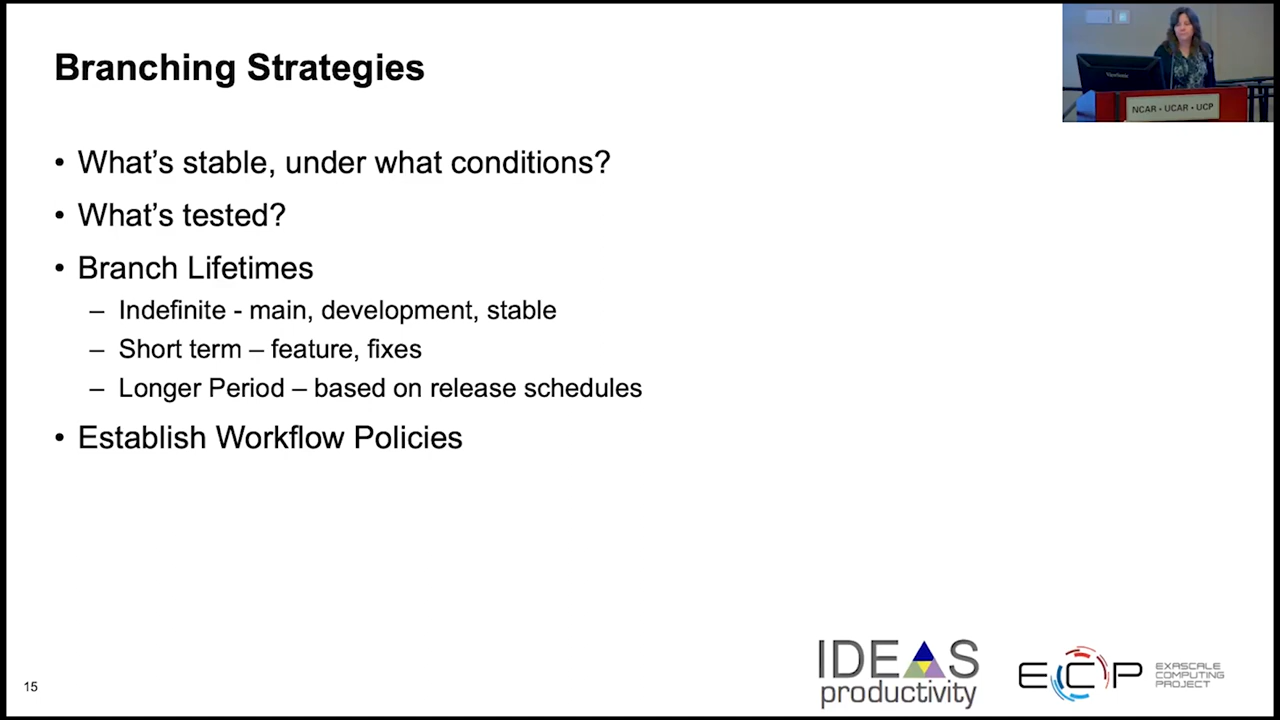 Branching Strategies
• What's stable, under what conditions?
• What's tested?
• Branch Lifetimes
– Indefinite - main, development, stable
– Short term – feature, fixes
– Longer Period – based on release schedules
• Establish Workflow Policies
15
IDEAS
productivity
ECP
EXASCALE
COMPUTING
PROJECT
ViewSonic
NCAR • UCAR • UCP